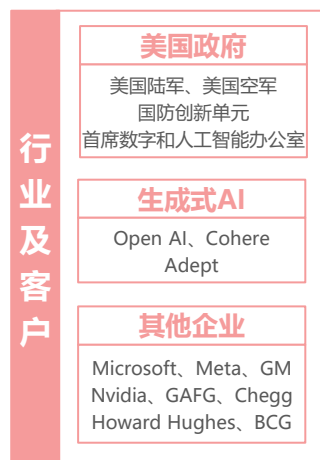 行业及客户
美国政府
美国陆军、美国空军
国防创新单元
首席数字和人工智能办公室
生成式AI
Open AI、Cohere
Adept
其他企业
Microsoft、Meta、GM
Nvidia、GAFG、Chegg
Howard Hughes、BCG